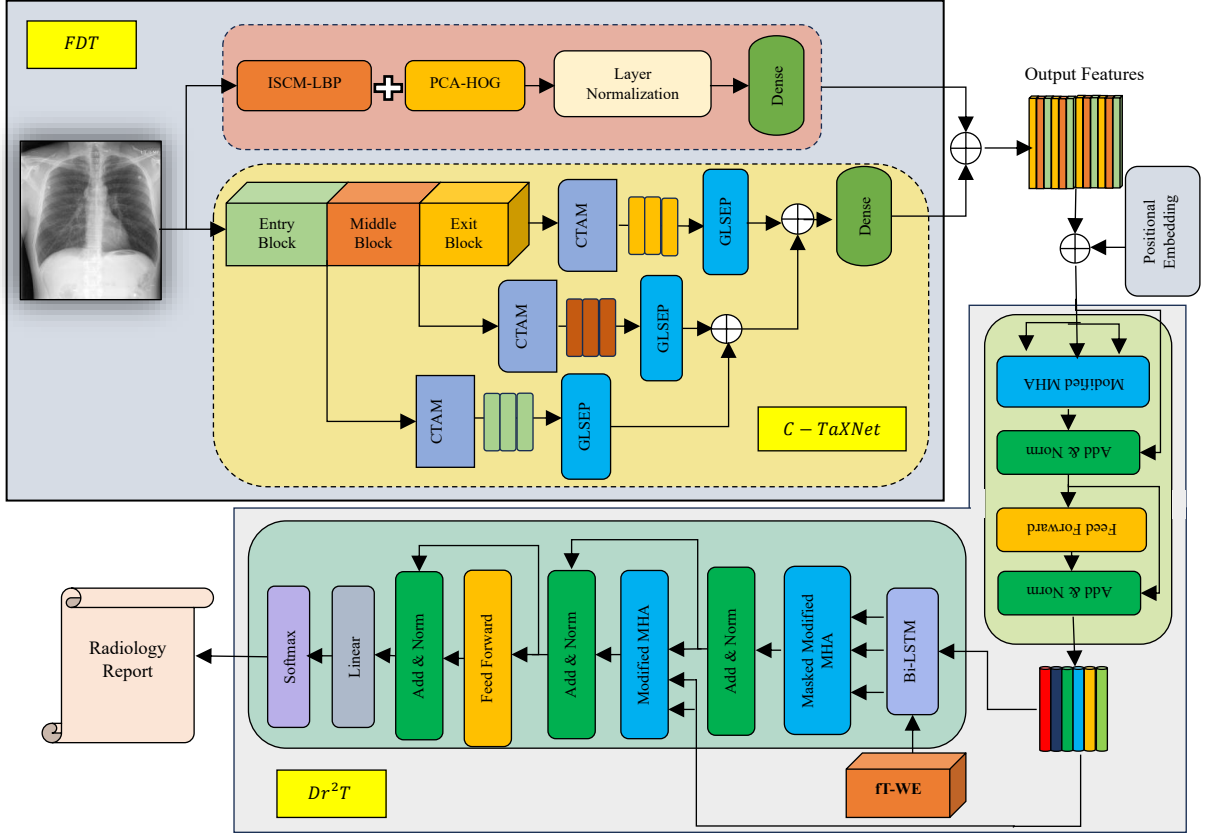 FDT
ISCM-LBP
PCA-HOG
Layer
Normalization
Dense
Output Features
Entry
Block
Middle
Block
Exit
Block
CTAM
GLSEP
Dense
CTAM
GLSEP
CTAM
GLSEP
C − TaXNet
Positional
Embedding
Modified
MHA
Add & Norm
Feed Forward
Add & Norm
Radiology
Report
Softmax
Linear
Add & Norm
Feed Forward
Add & Norm
Modified MHA
Add & Norm
Masked Modified
MHA
Bi-LSTM
fT-WE
Dr²T